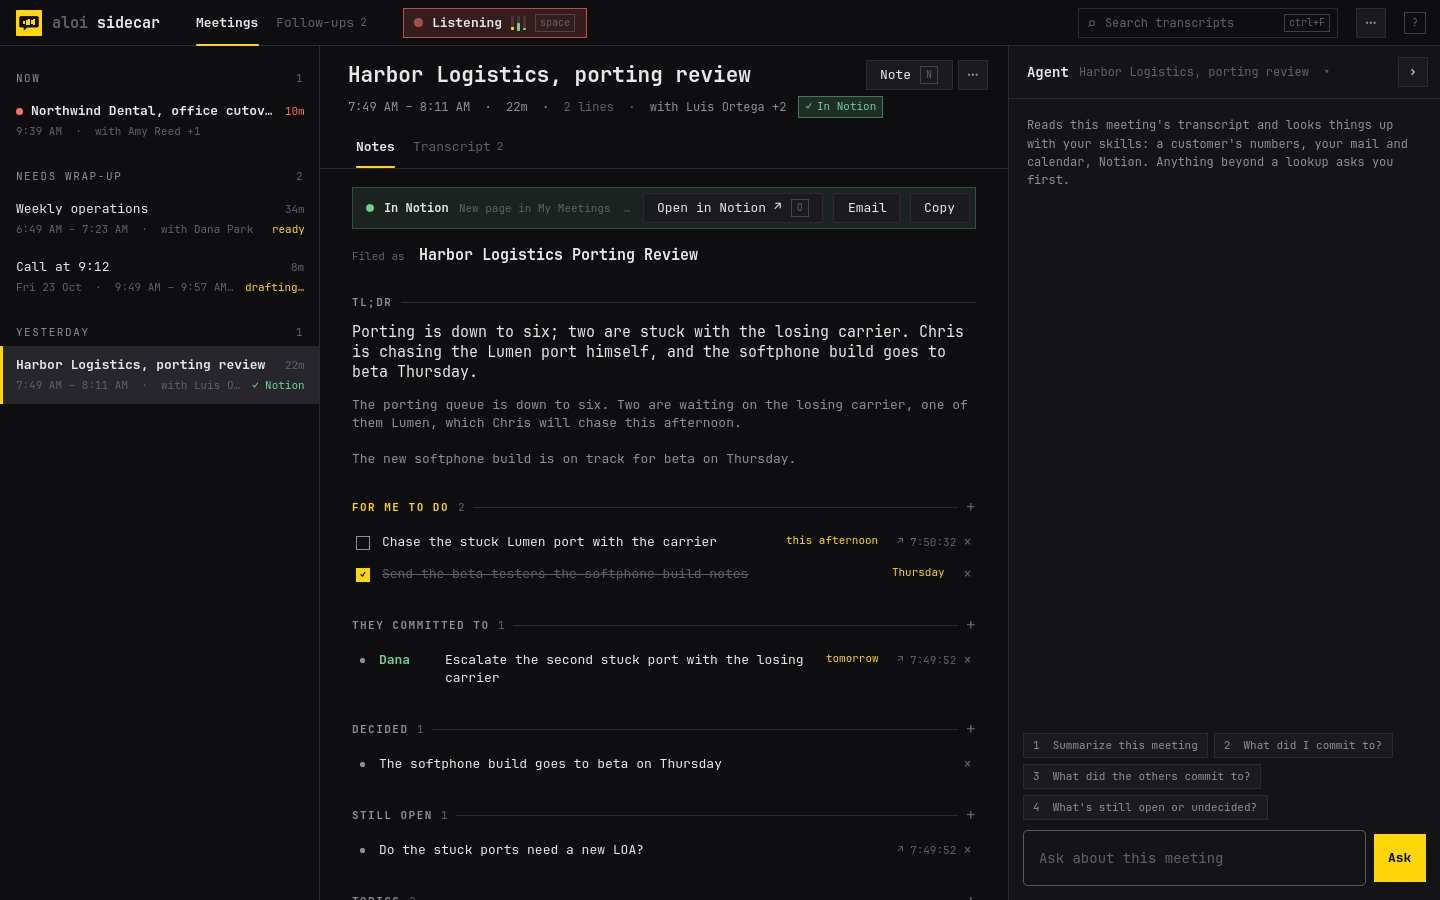 aloi sidecar
Meetings
Follow-ups 2
Listening
space
Search transcripts
ctrl+F
?
NOW 1
Northwind Dental, office cutov… 10m
9:39 AM · with Amy Reed +1
NEEDS WRAP-UP 2
Weekly operations 34m
6:49 AM – 7:23 AM · with Dana Park ready
Call at 9:12 8m
Fri 23 Oct · 9:49 AM – 9:57 AM… drafting…
YESTERDAY 1
Harbor Logistics, porting review 22m
7:49 AM – 8:11 AM · with Luis O… ✓ Notion
Harbor Logistics, porting review
Note N
7:49 AM – 8:11 AM · 22m · 2 lines · with Luis Ortega +2 ✓ In Notion
Notes
Transcript 2
In Notion New page in My Meetings …
Open in Notion ↗ O
Email
Copy
Filed as Harbor Logistics Porting Review
TL;DR
Porting is down to six; two are stuck with the losing carrier. Chris
is chasing the Lumen port himself, and the softphone build goes to
beta Thursday.
The porting queue is down to six. Two are waiting on the losing carrier, one of
them Lumen, which Chris will chase this afternoon.
The new softphone build is on track for beta on Thursday.
FOR ME TO DO 2 +
Chase the stuck Lumen port with the carrier this afternoon ↗ 7:50:32 ×
Send the beta testers the softphone build notes Thursday ×
THEY COMMITTED TO 1 +
Dana Escalate the second stuck port with the losing tomorrow ↗ 7:49:52 ×
carrier
DECIDED 1 +
The softphone build goes to beta on Thursday ×
STILL OPEN 1 +
Do the stuck ports need a new LOA? ↗ 7:49:52 ×
Agent Harbor Logistics, porting review
Reads this meeting's transcript and looks things up
with your skills: a customer's numbers, your mail and
calendar, Notion. Anything beyond a lookup asks you
first.
1 Summarize this meeting
2 What did I commit to?
3 What did the others commit to?
4 What's still open or undecided?
Ask about this meeting
Ask